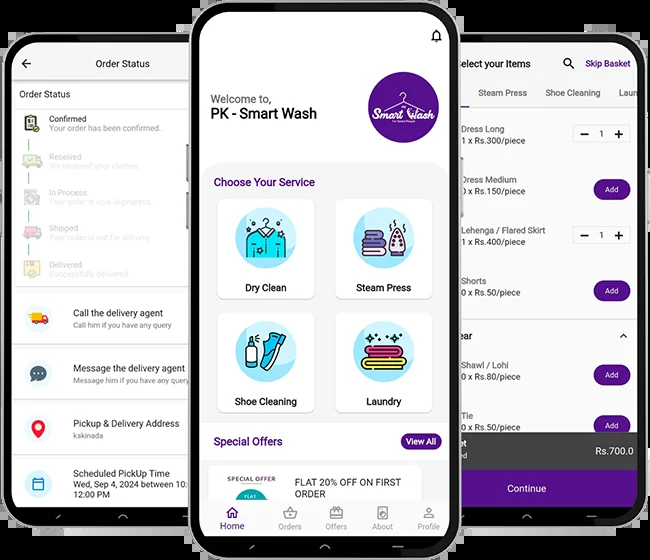 Order Status
Order Status
Confirmed
Your order has been confirmed.
Received
We received your clothes.
In Process
Your order is now in process.
Shipped
Your order is out for delivery
Delivered
Successfully delivered.
Call the delivery agent
Call him if you have any query
Message the delivery agent
Message him if you have any query
Pickup & Delivery Address
kakinada
Scheduled PickUp Time
Wed, Sep 4, 2024 between 10:
12:00 PM
Welcome to,
PK - Smart Wash
PK
Smart Wash
For Smart People
Choose Your Service
Dry Clean
Steam Press
Shoe Cleaning
Laundry
Special Offers
View All
SPECIAL OFFER
FLAT
FLAT 20% OFF ON FIRST
ORDER
Home
Orders
Offers
About
Profile
Select your Items
Skip Basket
Steam Press
Shoe Cleaning
Laun
Dress Long
1 x Rs.300/piece
1
Dress Medium
0 x Rs.150/piece
Add
Lehenga / Flared Skirt
1 x Rs.400/piece
1
Shorts
0 x Rs.50/piece
Add
ear
Shawl / Lohi
0 x Rs.80/piece
Add
Tie
0 x Rs.50/piece
Add
et
ed
Rs.700.0
Continue